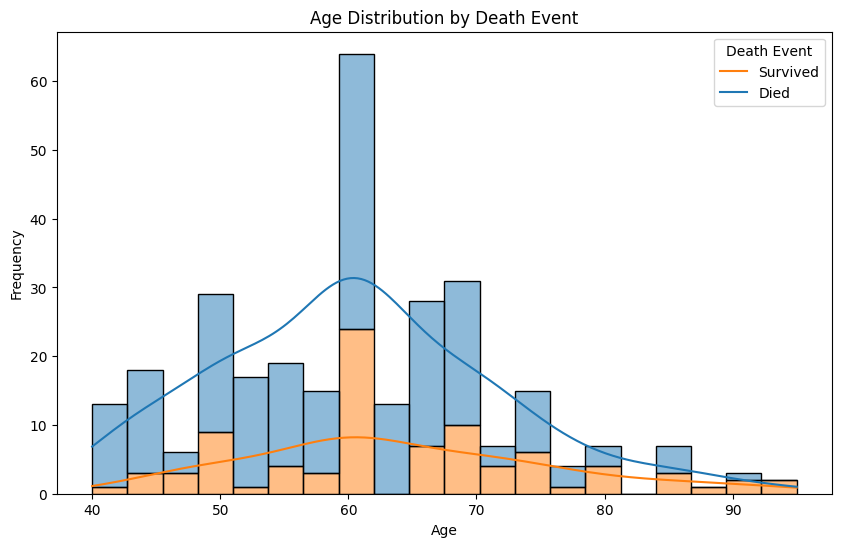 Age Distribution by Death Event
Death Event
Survived
Died
60
50
40
30
20
10
0
Frequency
40 50 60 70 80 90
Age